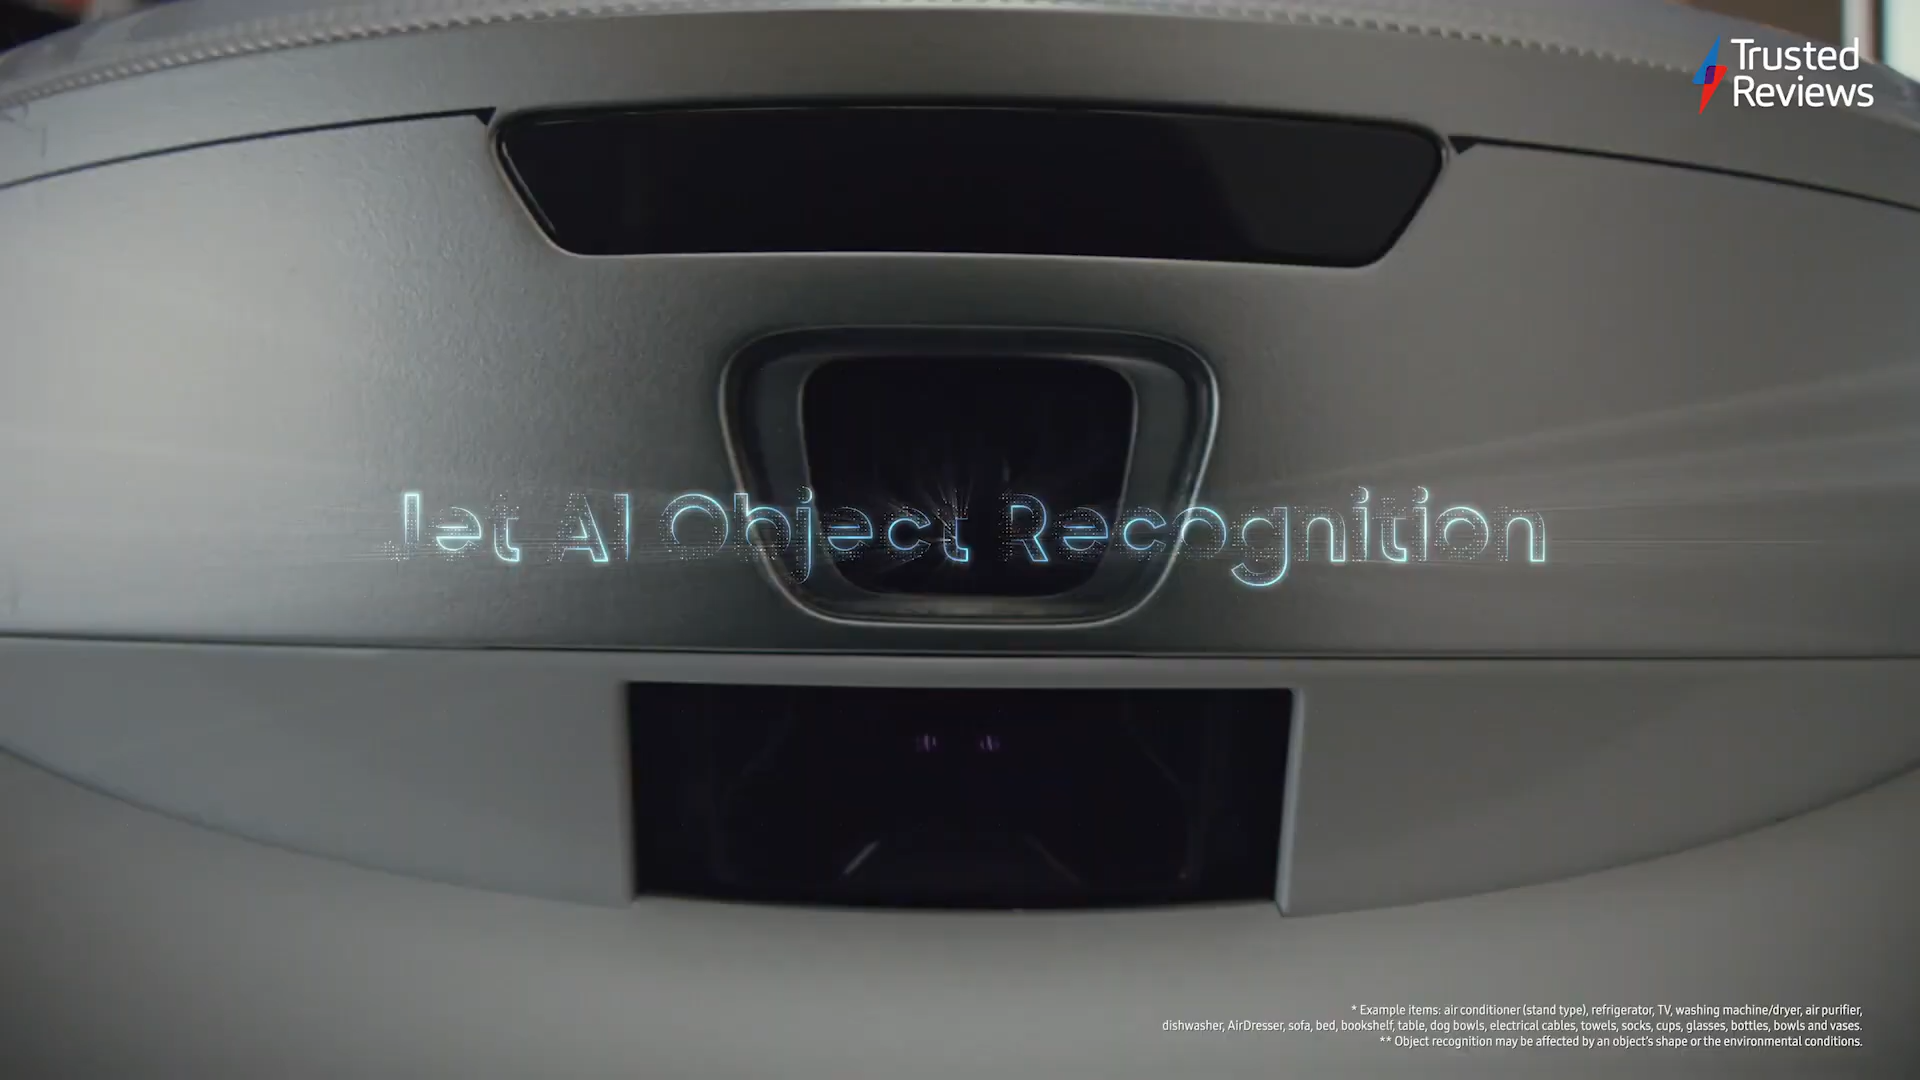 Trusted
Reviews
Jet AI Object Recognition
* Example items: air conditioner (stand type), refrigerator, TV, washing machine/dryer, air purifier,
dishwasher, AirDresser, sofa, bed, bookshelf, table, dog bowls, electrical cables, towels, socks, cups, glasses, bottles, bowls and vases.
** Object recognition may be affected by an object's shape or the environmental conditions.